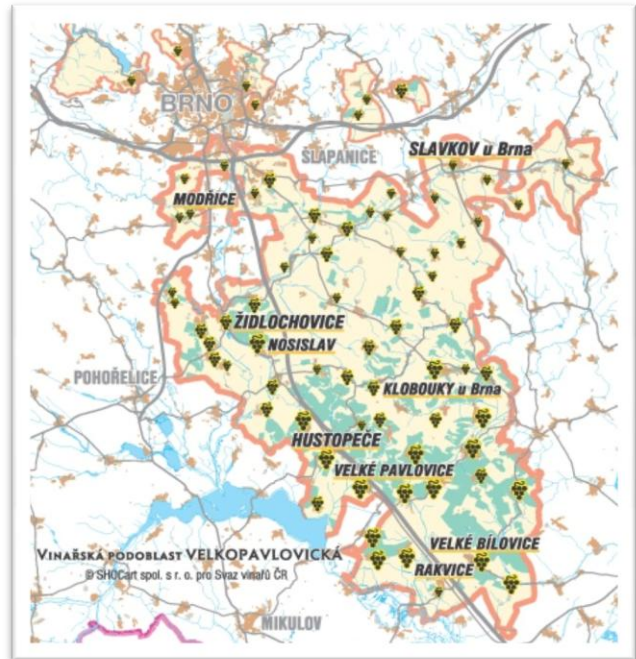 BRNO
SLAVKOV u Brna
ŠLAPANICE
MODŘICE
ŽIDLOCHOVICE
NOSISLAV
POHOŘELICE
KLOBOUKY u Brna
HUSTOPEČE
VELKÉ PAVLOVICE
VELKÉ BÍLOVICE
VINAŘSKÁ PODOBLAST VELKOPAVLOVICKÁ
RAKVICE
© SHOCart spol. s r. o. pro Svaz vinařů ČR
MIKULOV